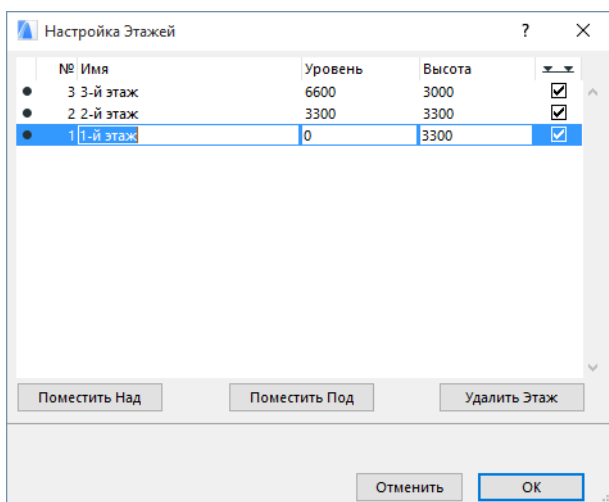 Настройка Этажей ?
№ Имя Уровень Высота
3 3-й этаж 6600 3000
2 2-й этаж 3300 3300
1 1-й этаж 0 3300
Поместить Над Поместить Под Удалить Этаж
Отменить OK